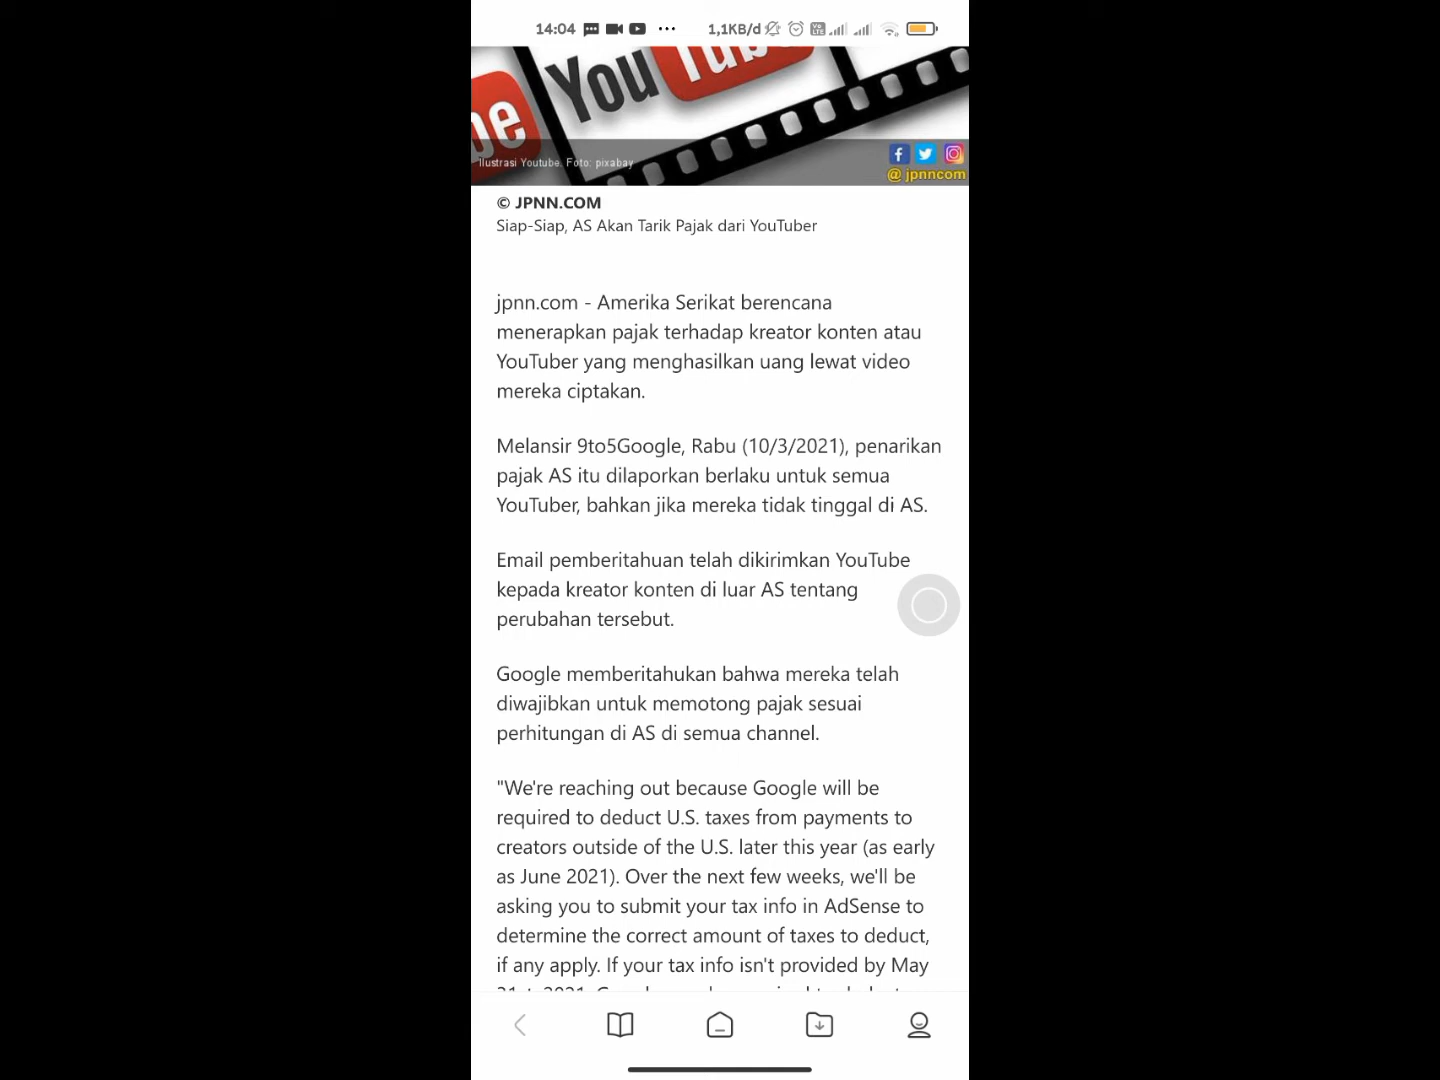 14:04
1,1KB/d
be
YouTube
Ilustrasi Youtube. Foto: pixabay
@ jpnncom
© JPNN.COM
Siap-Siap, AS Akan Tarik Pajak dari YouTuber
jpnn.com - Amerika Serikat berencana
menerapkan pajak terhadap kreator konten atau
YouTuber yang menghasilkan uang lewat video
mereka ciptakan.
Melansir 9to5Google, Rabu (10/3/2021), penarikan
pajak AS itu dilaporkan berlaku untuk semua
YouTuber, bahkan jika mereka tidak tinggal di AS.
Email pemberitahuan telah dikirimkan YouTube
kepada kreator konten di luar AS tentang
perubahan tersebut.
Google memberitahukan bahwa mereka telah
diwajibkan untuk memotong pajak sesuai
perhitungan di AS di semua channel.
"We're reaching out because Google will be
required to deduct U.S. taxes from payments to
creators outside of the U.S. later this year (as early
as June 2021). Over the next few weeks, we'll be
asking you to submit your tax info in AdSense to
determine the correct amount of taxes to deduct,
if any apply. If your tax info isn't provided by May